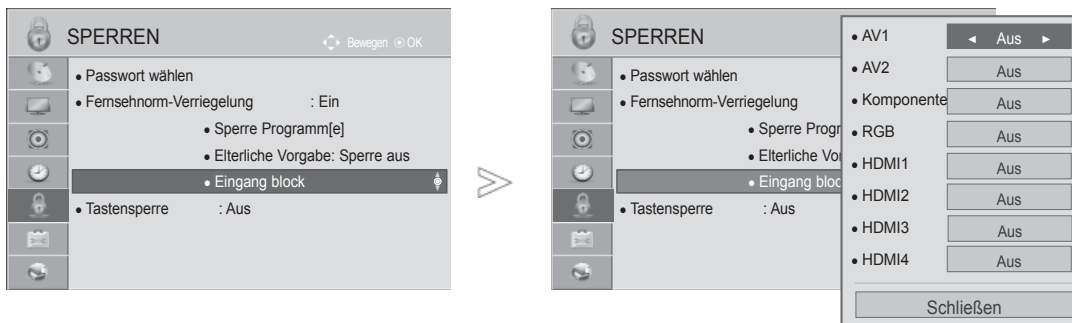 SPERREN
Bewegen OK
• Passwort wählen
• Fernsehnorm-Verriegelung : Ein
• Sperre Programm[e]
• Elterliche Vorgabe: Sperre aus
• Eingang block
• Tastensperre : Aus
SPERREN
• Passwort wählen
• Fernsehnorm-Verriegelung
• Sperre Progr
• Elterliche Vor
• Eingang bloc
• Tastensperre : Aus
• AV1 ◄ Aus ►
• AV2 Aus
• Komponente Aus
• RGB Aus
• HDMI1 Aus
• HDMI2 Aus
• HDMI3 Aus
• HDMI4 Aus
Schließen